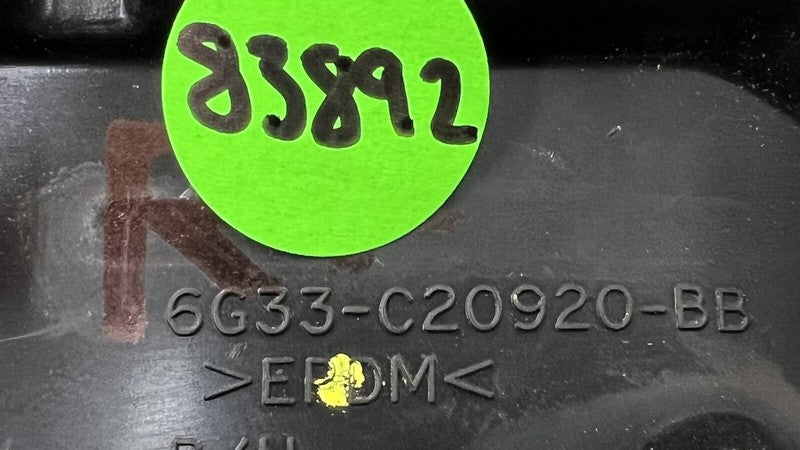 83892
R
6G33-C20920-BB
>EPDM<
R/H